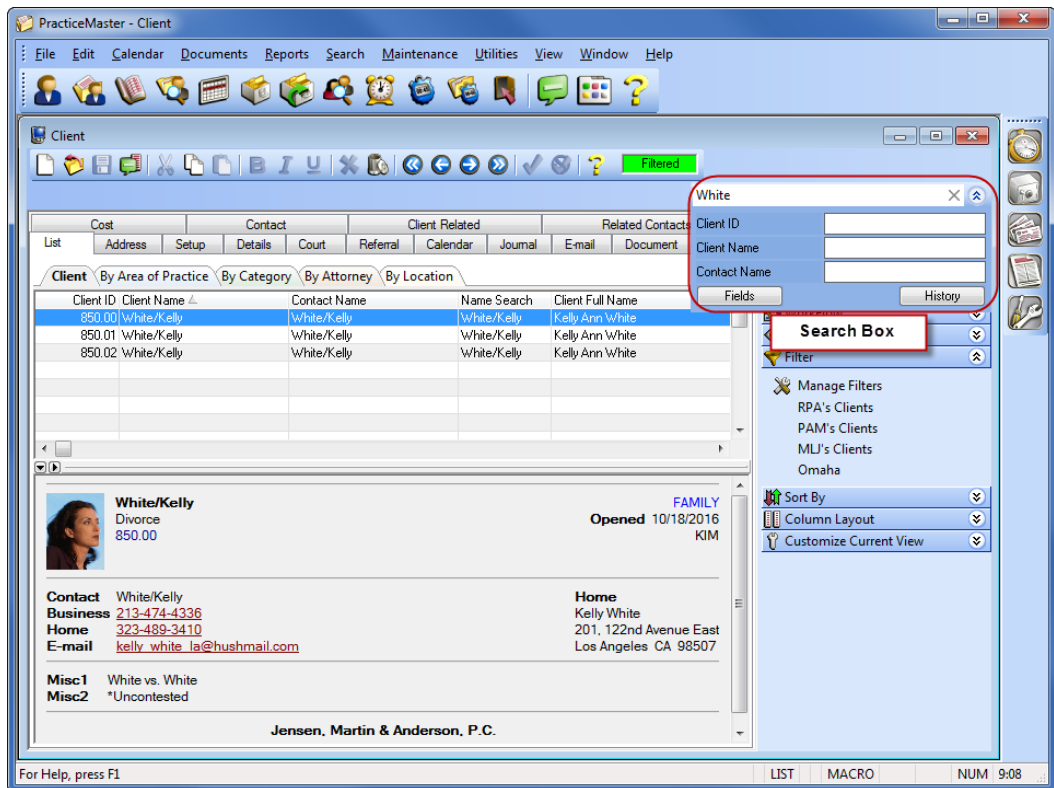 PracticeMaster - Client
File Edit Calendar Documents Reports Search Maintenance Utilities View Window Help
Client
B I U Filtered
White
Cost Contact Client Related Related Contacts Client ID
List Address Setup Details Court Referral Calendar Journal E-mail Document Client Name
Client By Area of Practice By Category By Attorney By Location Contact Name
Fields History
Client ID Client Name Contact Name Name Search Client Full Name
850.00 White/Kelly White/Kelly White/Kelly Kelly Ann White
850.01 White/Kelly White/Kelly White/Kelly Kelly Ann White
850.02 White/Kelly White/Kelly White/Kelly Kelly Ann White
Search Box
Filter
Manage Filters
RPA's Clients
PAM's Clients
MLJ's Clients
Omaha
Sort By
Column Layout
Customize Current View
White/Kelly FAMILY
Divorce Opened 10/18/2016
850.00 KIM
Contact White/Kelly Home
Business 213-474-4336 Kelly White
Home 323-489-3410 201, 122nd Avenue East
E-mail kelly_white_la@hushmail.com Los Angeles CA 98507
Misc1 White vs. White
Misc2 *Uncontested
Jensen, Martin & Anderson, P.C.
For Help, press F1 LIST MACRO NUM 9:08